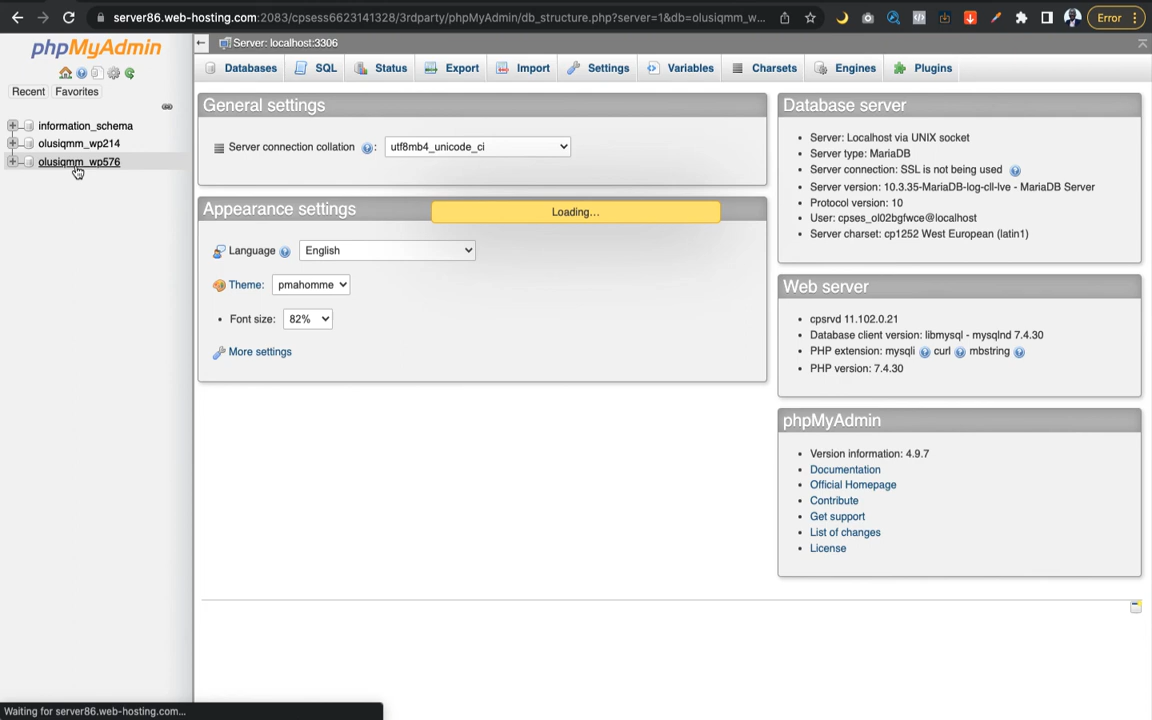 server86.web-hosting.com:2083/cpsess6623141328/3rdparty/phpMyAdmin/db_structure.php?server=1&db=olusiqmm_w...
Error
phpMyAdmin
Recent
Favorites
information_schema
olusiqmm_wp214
olusiqmm_wp576
Server: localhost:3306
Databases
SQL
Status
Export
Import
Settings
Variables
Charsets
Engines
Plugins
General settings
Server connection collation
:
utf8mb4_unicode_ci
Appearance settings
Loading...
Language
English
Theme:
pmahomme
• Font size:
82%
More settings
Database server
• Server: Localhost via UNIX socket
• Server type: MariaDB
• Server connection: SSL is not being used
• Server version: 10.3.35-MariaDB-log-cll-lve - MariaDB Server
• Protocol version: 10
• User: cpses_ol02bgfwce@localhost
• Server charset: cp1252 West European (latin1)
Web server
• cpsrvd 11.102.0.21
• Database client version: libmysql - mysqlnd 7.4.30
• PHP extension: mysqli curl mbstring
• PHP version: 7.4.30
phpMyAdmin
• Version information: 4.9.7
• Documentation
• Official Homepage
• Contribute
• Get support
• List of changes
• License
Waiting for server86.web-hosting.com...